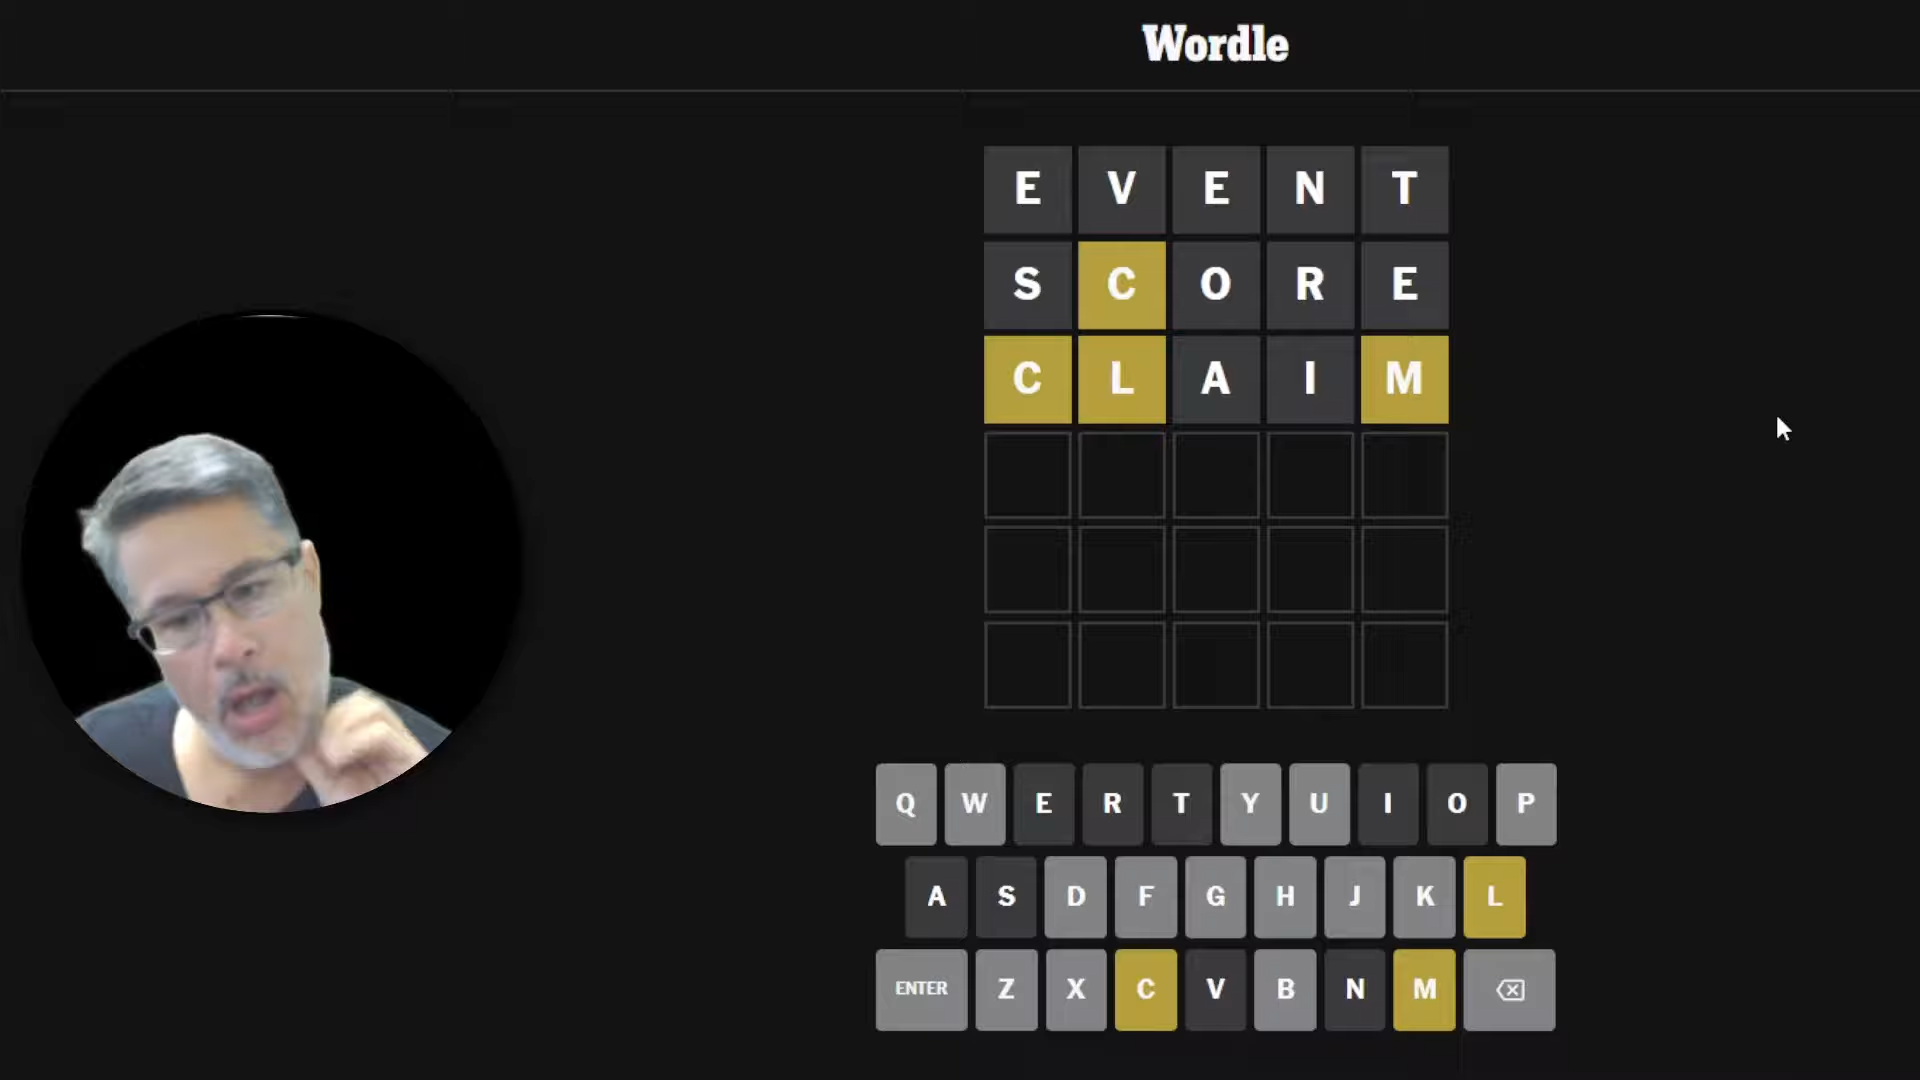 Wordle
E V E N T
S C O R E
C L A I M
Q W E R T Y U I O P
A S D F G H J K L
ENTER Z X C V B N M